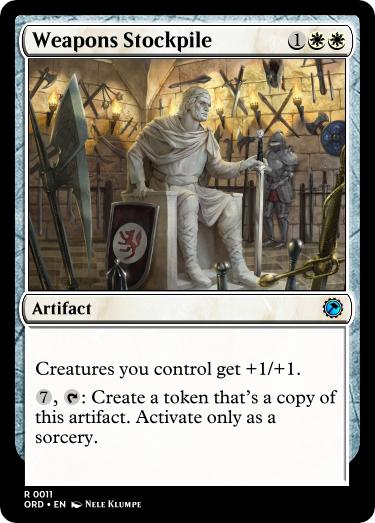 Weapons Stockpile 1
Artifact
Creatures you control get +1/+1.
7, : Create a token that's a copy of
this artifact. Activate only as a
sorcery.
R 0011
ORD • EN Nele Klumpe